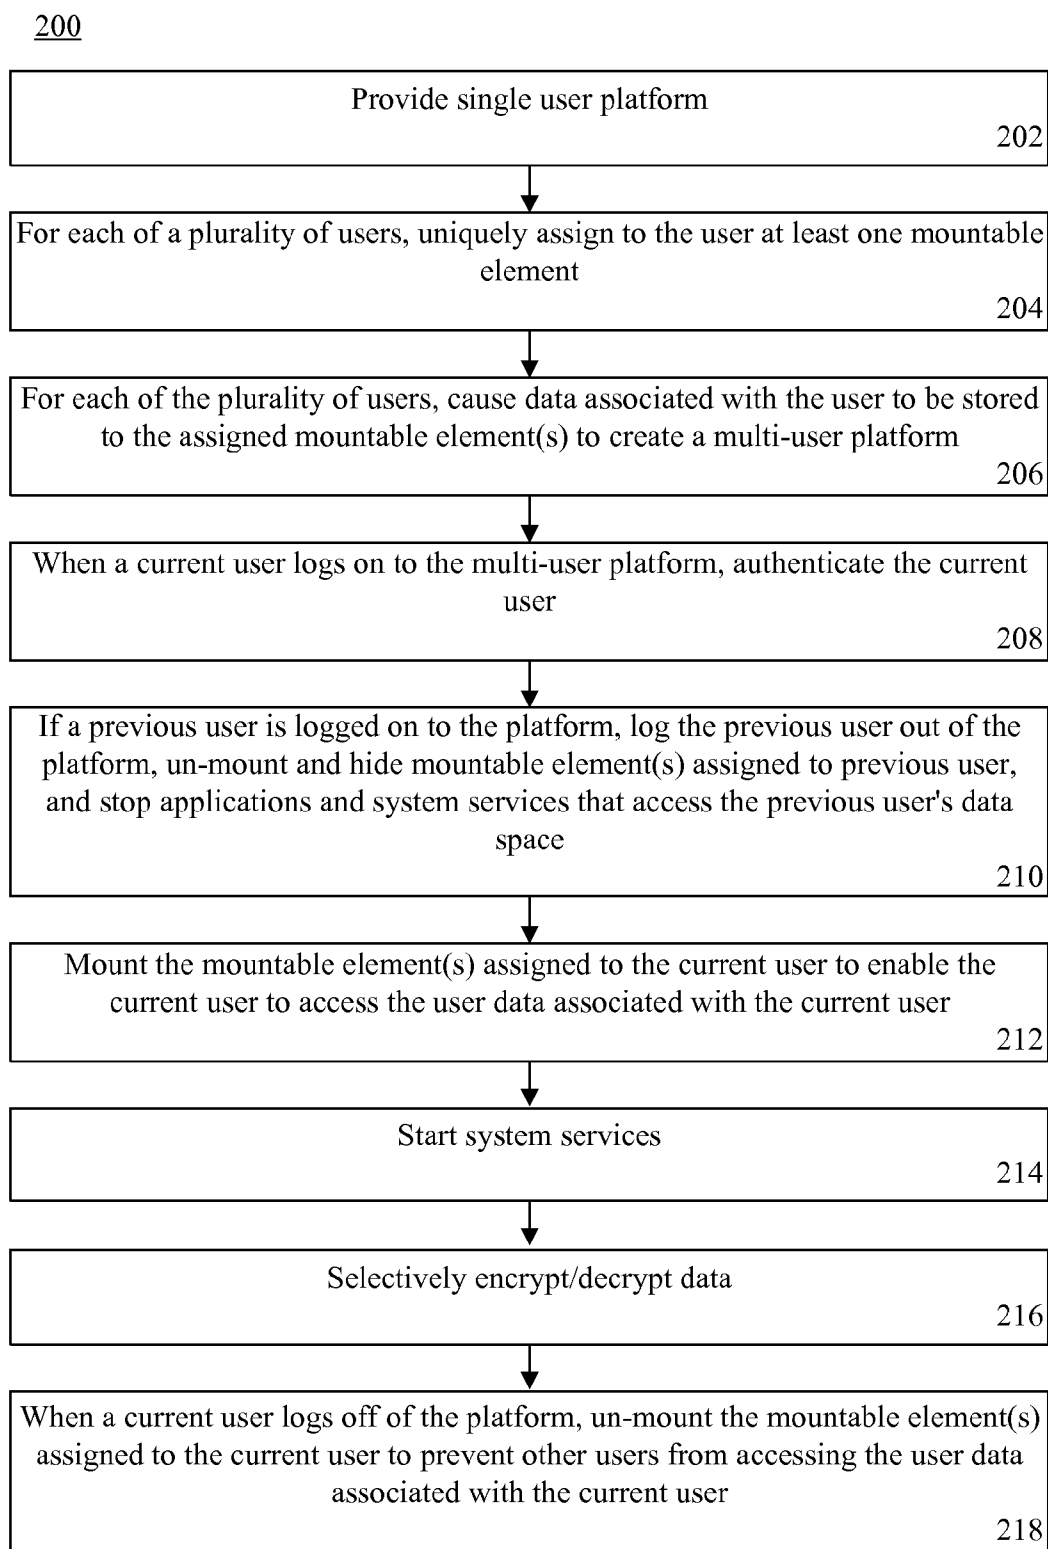 200
Provide single user platform
202
For each of a plurality of users, uniquely assign to the user at least one mountable
element
204
For each of the plurality of users, cause data associated with the user to be stored
to the assigned mountable element(s) to create a multi-user platform
206
When a current user logs on to the multi-user platform, authenticate the current
user
208
If a previous user is logged on to the platform, log the previous user out of the
platform, un-mount and hide mountable element(s) assigned to previous user,
and stop applications and system services that access the previous user's data
space
210
Mount the mountable element(s) assigned to the current user to enable the
current user to access the user data associated with the current user
212
Start system services
214
Selectively encrypt/decrypt data
216
When a current user logs off of the platform, un-mount the mountable element(s)
assigned to the current user to prevent other users from accessing the user data
associated with the current user
218